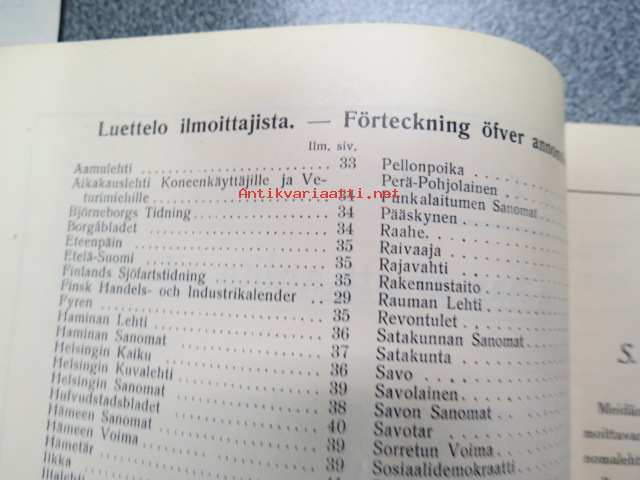 Luettelo ilmoittajista. — Förteckning öfver
Ilm. siv.
Aamulehti 33
Aikakauslehti Koneenkäyttäjille ja Ve-
turimiehille 34
Björneborgs Tidning 34
Borgåbladet 34
Eteenpäin 35
Etelä-Suomi 35
Finlands Sjöfartstidning 35
Finsk Handels- och Industrikalender 29
Fyren 35
Haminan Lehti 35
Haminan Sanomat 36
Helsingin Kaiku 37
Helsingin Kuvalehti 36
Helsingin Sanomat 39
Hufvudstadsbladet 38
Hämeen Sanomat 40
Hämeen Voima 39
Hämetär 39
Ilkka
Iltalehti
Pellonpoika
Perä-Pohjolainen
Punkalaitumen Sanomat
Pääskynen
Raahe
Raivaaja
Rajavahti
Rakennustaito
Rauman Lehti
Revontulet
Satakunnan Sanomat
Satakunta
Savo
Savolainen
Savon Sanomat
Savotar
Sorretun Voima
Sosiaalidemokraatti
Antikvariaatti.net
S.